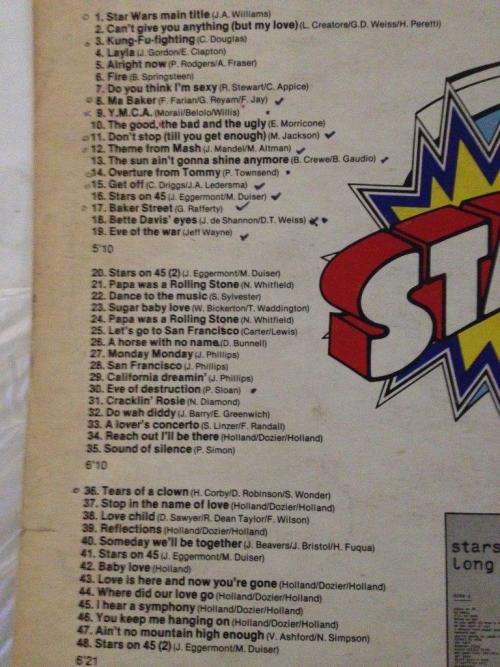 1. Star Wars main title (J.A. Williams)
2. Can't give you anything (but my love) (L. Creators/G.D. Weiss/H. Peretti)
3. Kung-Fu-fighting (C. Douglas)
4. Layla (J. Gordon/E. Clapton)
5. Alright now (P. Rodgers/A. Fraser)
6. Fire (B. Springsteen)
7. Do you think I'm sexy (R. Stewart/C. Appice)
8. Ma Baker (F. Farian/G. Reyam/F. Jay)
9. Y.M.C.A. (Morali/Belolo/Willis)
10. The good, the bad and the ugly (E. Morricone)
11. Don't stop (till you get enough) (M. Jackson)
12. Theme from Mash (J. Mandel/M. Altman)
13. The sun ain't gonna shine anymore (B. Crewe/B. Gaudio)
14. Overture from Tommy (P. Townsend)
15. Get off (C. Driggs/J.A. Ledersma)
16. Stars on 45 (J. Eggermont/M. Duiser)
17. Baker Street (G. Rafferty)
18. Bette Davis' eyes (J. de Shannon/D.T. Weiss)
19. Eve of the war (Jeff Wayne)
5'10
20. Stars on 45 (2) (J. Eggermont/M. Duiser)
21. Papa was a Rolling Stone (N. Whitfield)
22. Dance to the music (S. Sylvester)
23. Sugar baby love (W. Bickerton/T. Waddington)
24. Papa was a Rolling Stone (N. Whitfield)
25. Let's go to San Francisco (Carter/Lewis)
26. A horse with no name (D. Bunnell)
27. Monday Monday (J. Phillips)
28. San Francisco (J. Phillips)
29. California dreamin' (J. Phillips)
30. Eve of destruction (P. Sloan)
31. Cracklin' Rosie (N. Diamond)
32. Do wah diddy (J. Barry/E. Greenwich)
33. A lover's concerto (S. Linzer/F. Randall)
34. Reach out I'll be there (Holland/Dozier/Holland)
35. Sound of silence (P. Simon)
6'10
36. Tears of a clown (H. Corby/D. Robinson/S. Wonder)
37. Stop in the name of love (Holland/Dozier/Holland)
38. Love child (D. Sawyer/R. Dean Taylor/F. Wilson)
39. Reflections (Holland/Dozier/Holland)
40. Someday we'll be together (J. Beavers/J. Bristol/H. Fuqua)
41. Stars on 45 (J. Eggermont/M. Duiser)
42. Baby love (Holland)
43. Love is here and now you're gone (Holland/Dozier/Holland)
44. Where did our love go (Holland/Dozier/Holland)
45. I hear a symphony (Holland/Dozier/Holland)
46. You keep me hanging on (Holland/Dozier/Holland)
47. Ain't no mountain high enough (V. Ashford/N. Simpson)
48. Stars on 45 (2) (J. Eggermont/M. Duiser)
6'21
STA
stars
long